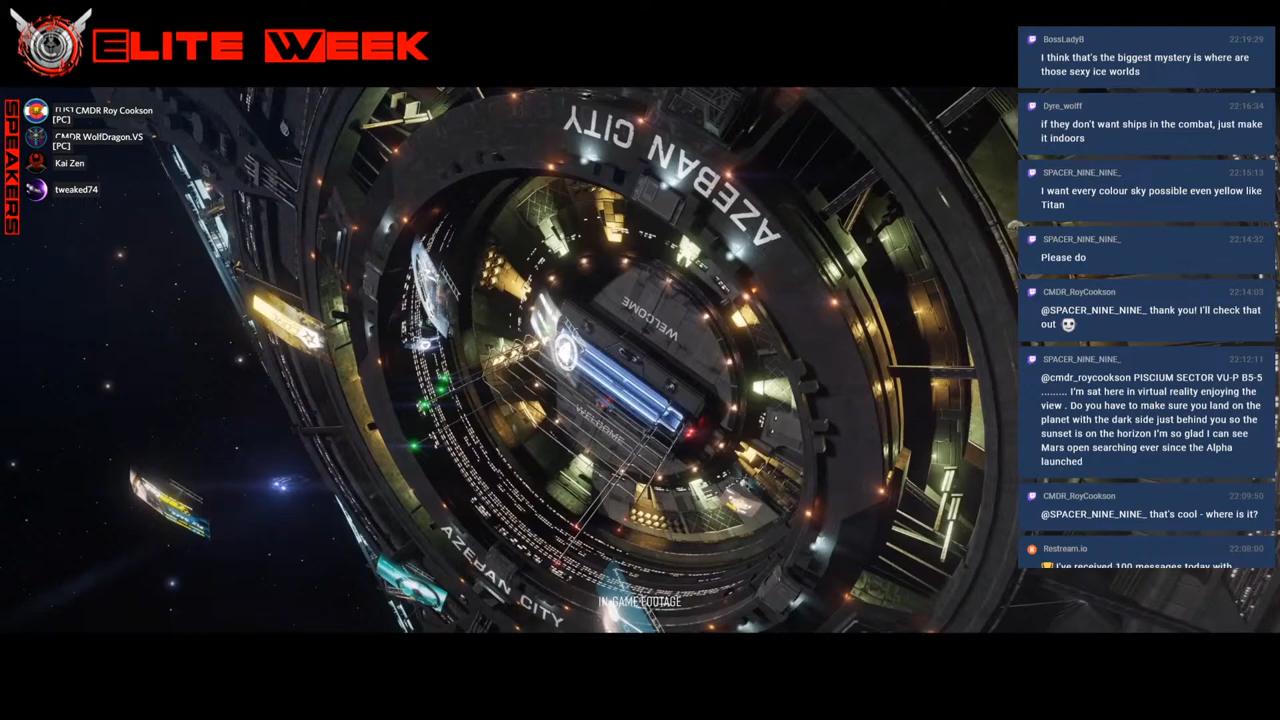 ELITE WEEK
SPEAKERS
[US] CMDR Roy Cookson
[PC]
CMDR WolfDragon.VS
[PC]
Kai Zen
tweaked74
AZEBAN CITY
WELCOME
WELCOME
AZEBAN CITY
IN-GAME FOOTAGE
BossLadyB 22:19:29
I think that's the biggest mystery is where are
those sexy ice worlds
Dyre_wolff 22:16:34
if they don't want ships in the combat, just make
it indoors
SPACER_NINE_NINE_ 22:15:13
I want every colour sky possible even yellow like
Titan
SPACER_NINE_NINE_ 22:14:32
Please do
CMDR_RoyCookson 22:14:03
@SPACER_NINE_NINE_ thank you! I'll check that
out
SPACER_NINE_NINE_ 22:12:11
@cmdr_roycookson PISCIUM SECTOR VU-P B5-5
......... I'm sat here in virtual reality enjoying the
view . Do you have to make sure you land on the
planet with the dark side just behind you so the
sunset is on the horizon I'm so glad I can see
Mars open searching ever since the Alpha
launched
CMDR_RoyCookson 22:09:50
@SPACER_NINE_NINE_ that's cool - where is it?
Restream.io 22:08:00
I've received 100 messages today with